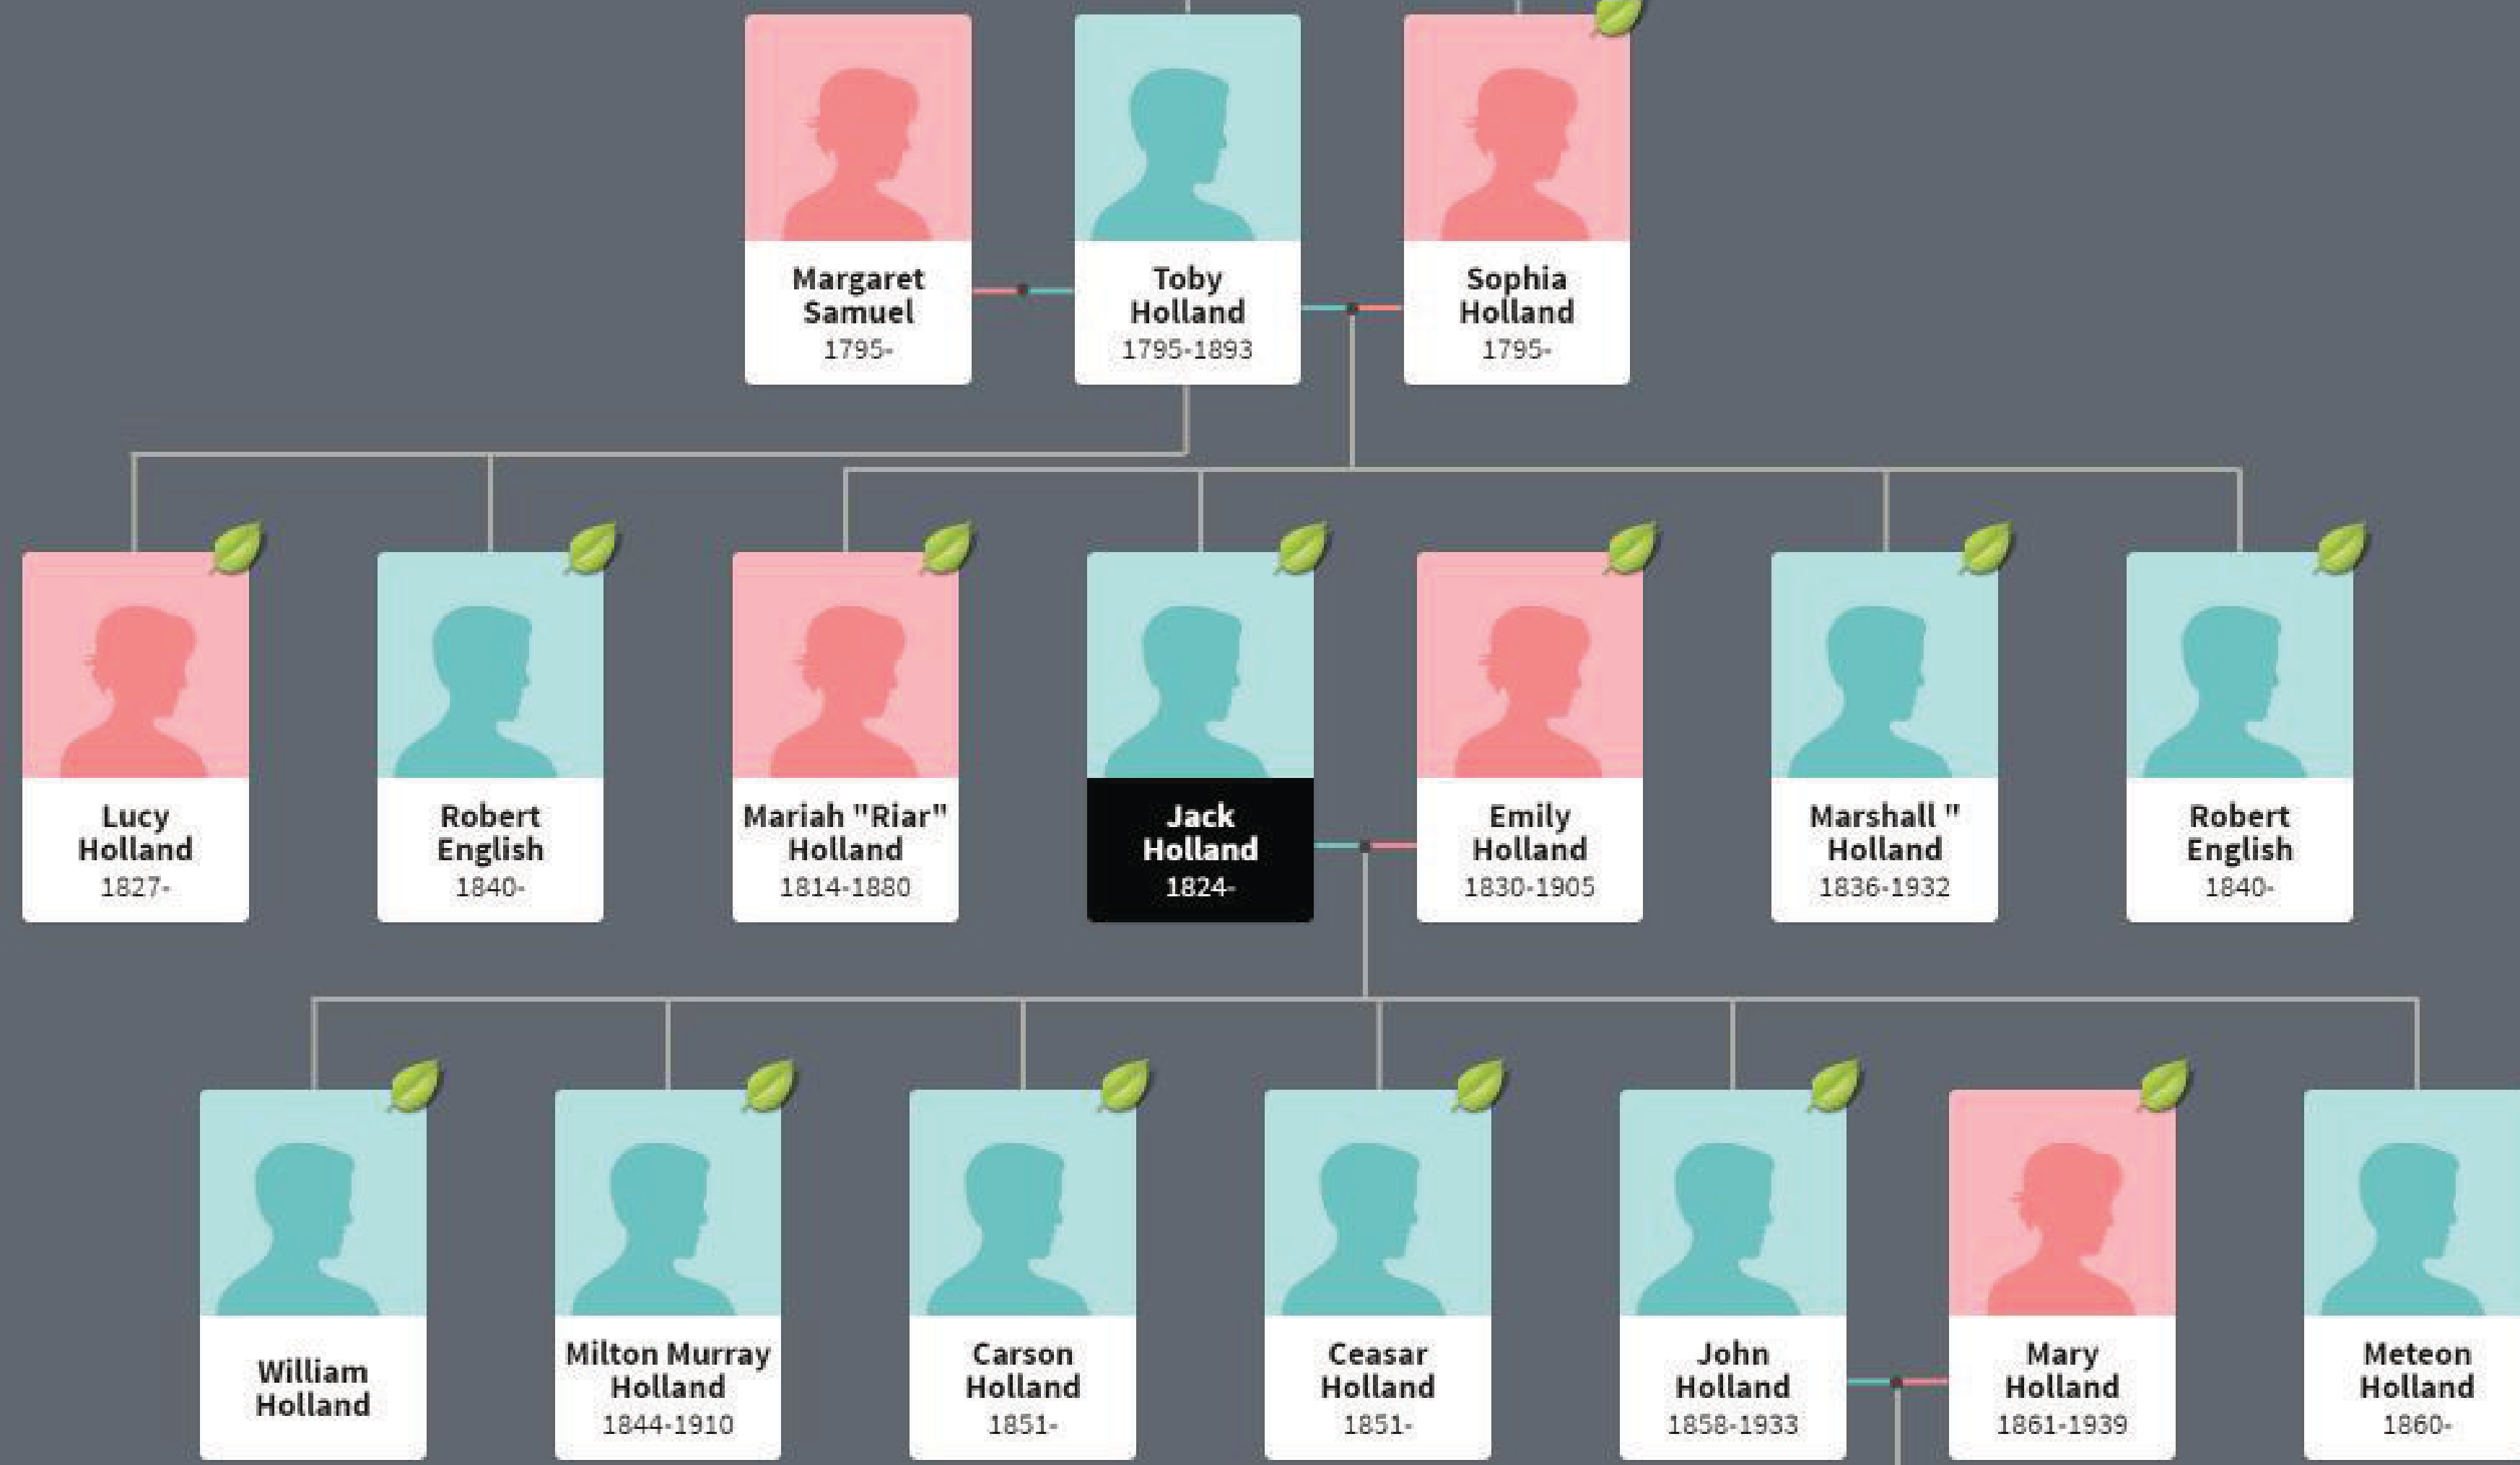 Margaret
Samuel
1795-
Toby
Holland
1795-1893
Sophia
Holland
1795-
Lucy
Holland
1827-
Robert
English
1840-
Mariah "Riar"
Holland
1814-1880
Jack
Holland
1824-
Emily
Holland
1830-1905
Marshall "
Holland
1836-1932
Robert
English
1840-
William
Holland
Milton Murray
Holland
1844-1910
Carson
Holland
1851-
Ceasar
Holland
1851-
John
Holland
1858-1933
Mary
Holland
1861-1939
Meteon
Holland
1860-